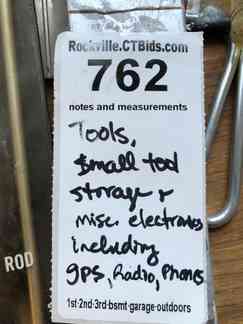 Rockville.CTBids.com
762
notes and measurements
Tools,
Small tool
storage +
misc. electronics
including
gps, Radio, Phones
ROD
1st·2nd·3rd·bsmt·garage·outdoors